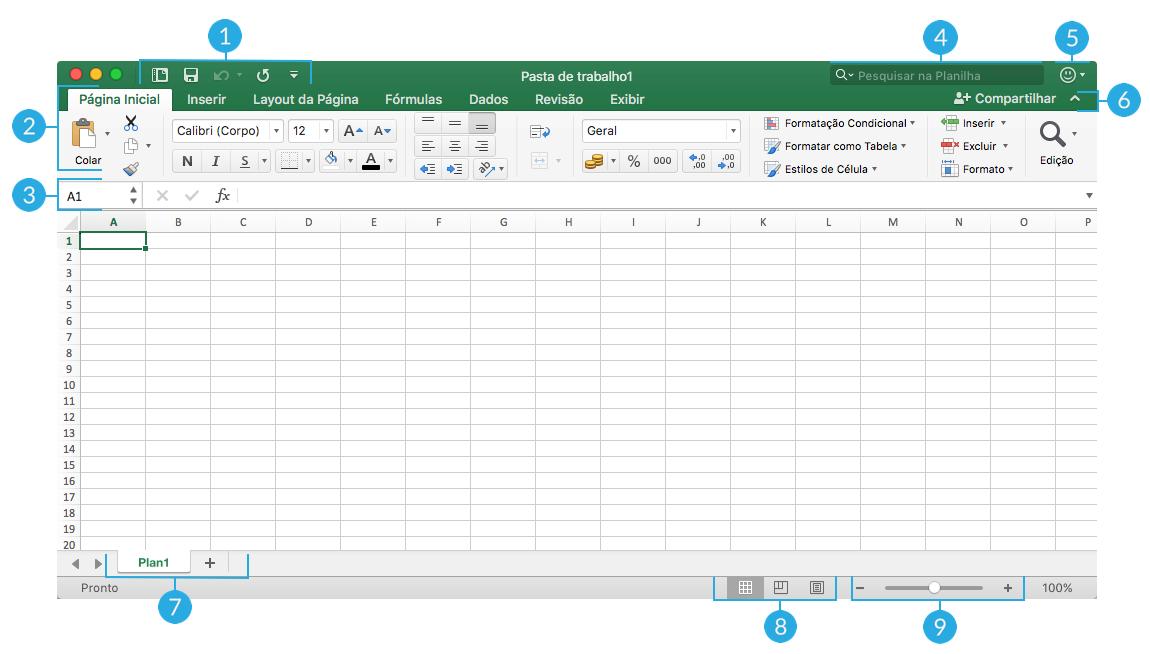 1
4
5
Pasta de trabalho1
Pesquisar na Planilha
Página Inicial Inserir Layout da Página Fórmulas Dados Revisão Exibir Compartilhar
6
2
Colar
Calibri (Corpo) 12 A A
N I S A
ab
Geral
% 000 ,0 ,00 ,00 ,0
Formatação Condicional
Formatar como Tabela
Estilos de Célula
Inserir
Excluir
Formato
Edição
3
A1 fx
A B C D E F G H I J K L M N O P
1
2
3
4
5
6
7
8
9
10
11
12
13
14
15
16
17
18
19
20
Plan1 +
Pronto
100%
7
8
9